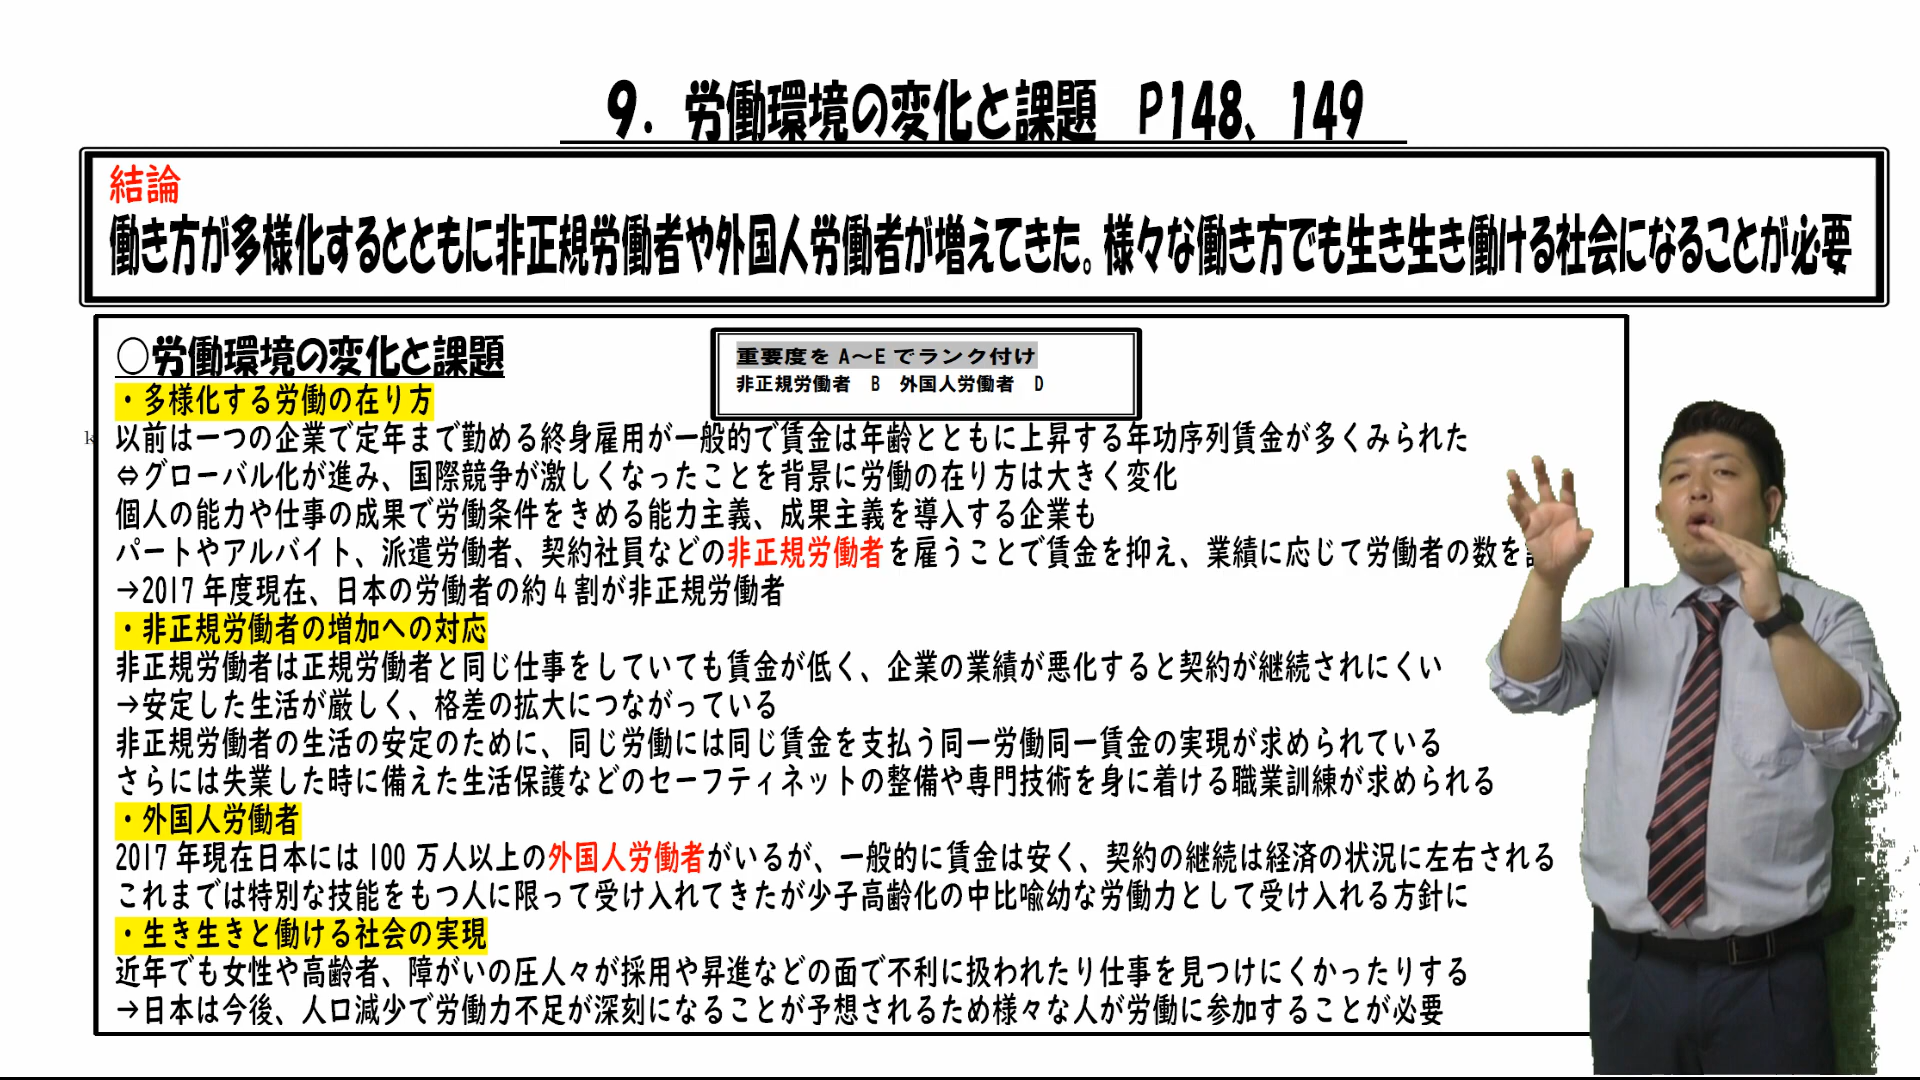 9．労働環境の変化と課題　P148、149
結論
働き方が多様化するとともに非正規労働者や外国人労働者が増えてきた。様々な働き方でも生き生き働ける社会になることが必要
○労働環境の変化と課題
重要度を A～E でランク付け
非正規労働者　B　外国人労働者　D
・多様化する労働の在り方
k
以前は一つの企業で定年まで勤める終身雇用が一般的で賃金は年齢とともに上昇する年功序列賃金が多くみられた
⇔グローバル化が進み、国際競争が激しくなったことを背景に労働の在り方は大きく変化
個人の能力や仕事の成果で労働条件をきめる能力主義、成果主義を導入する企業も
パートやアルバイト、派遣労働者、契約社員などの非正規労働者を雇うことで賃金を抑え、業績に応じて労働者の数を
→2017 年度現在、日本の労働者の約 4 割が非正規労働者
・非正規労働者の増加への対応
非正規労働者は正規労働者と同じ仕事をしていても賃金が低く、企業の業績が悪化すると契約が継続されにくい
→安定した生活が厳しく、格差の拡大につながっている
非正規労働者の生活の安定のために、同じ労働には同じ賃金を支払う同一労働同一賃金の実現が求められている
さらには失業した時に備えた生活保護などのセーフティネットの整備や専門技術を身に着ける職業訓練が求められる
・外国人労働者
2017 年現在日本には 100 万人以上の外国人労働者がいるが、一般的に賃金は安く、契約の継続は経済の状況に左右される
これまでは特別な技能をもつ人に限って受け入れてきたが少子高齢化の中比喩幼な労働力として受け入れる方針に
・生き生きと働ける社会の実現
近年でも女性や高齢者、障がいの圧人々が採用や昇進などの面で不利に扱われたり仕事を見つけにくかったりする
→日本は今後、人口減少で労働力不足が深刻になることが予想されるため様々な人が労働に参加することが必要